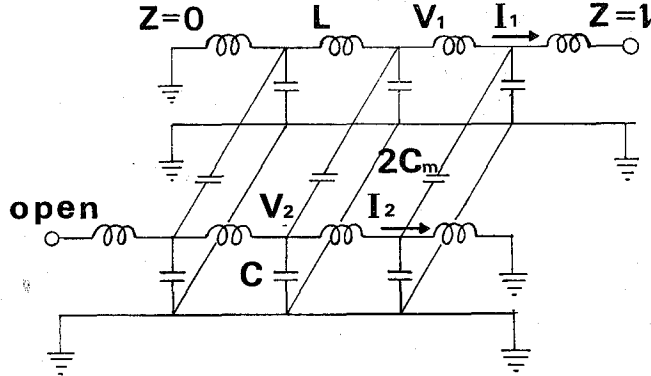 Z=0 L V₁ I₁ Z=l
2Cₘ
open V₂ I₂
C